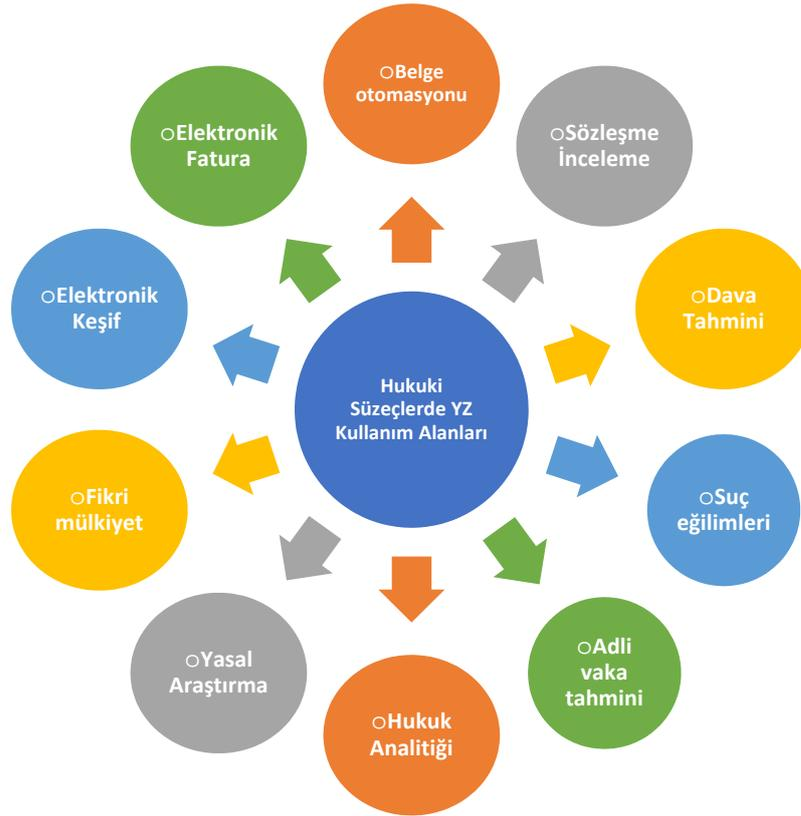 ○Belge
otomasyonu
○Sözleşme
İnceleme
○Dava
Tahmini
○Suç
eğilimleri
○Adli
vaka
tahmini
○Hukuk
Analitiği
○Yasal
Araştırma
○Fikri
mülkiyet
○Elektronik
Keşif
○Elektronik
Fatura
Hukuki
Süzeçlerde YZ
Kullanım Alanları